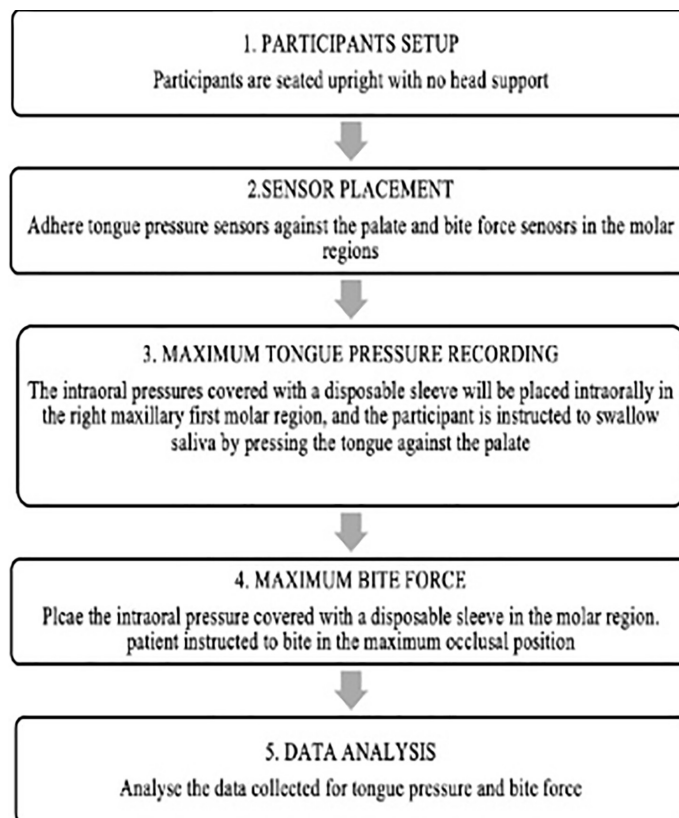 1. PARTICIPANTS SETUP
Participants are seated upright with no head support
2.SENSOR PLACEMENT
Adhere tongue pressure sensors against the palate and bite force senosrs in the molar
regions
3. MAXIMUM TONGUE PRESSURE RECORDING
The intraoral pressures covered with a disposable sleeve will be placed intraorally in
the right maxillary first molar region, and the participant is instructed to swallow
saliva by pressing the tongue against the palate
4. MAXIMUM BITE FORCE
Plcae the intraoral pressure covered with a disposable sleeve in the molar region.
patient instructed to bite in the maximum occlusal position
5. DATA ANALYSIS
Analyse the data collected for tongue pressure and bite force